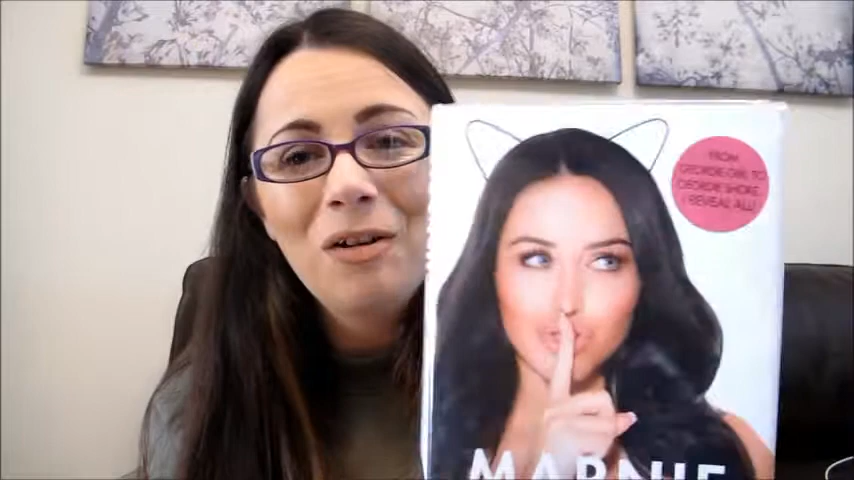 FROM
GEORDIE GIRL TO
GEORDIE SHORE,
I REVEAL ALL!
MARNIE